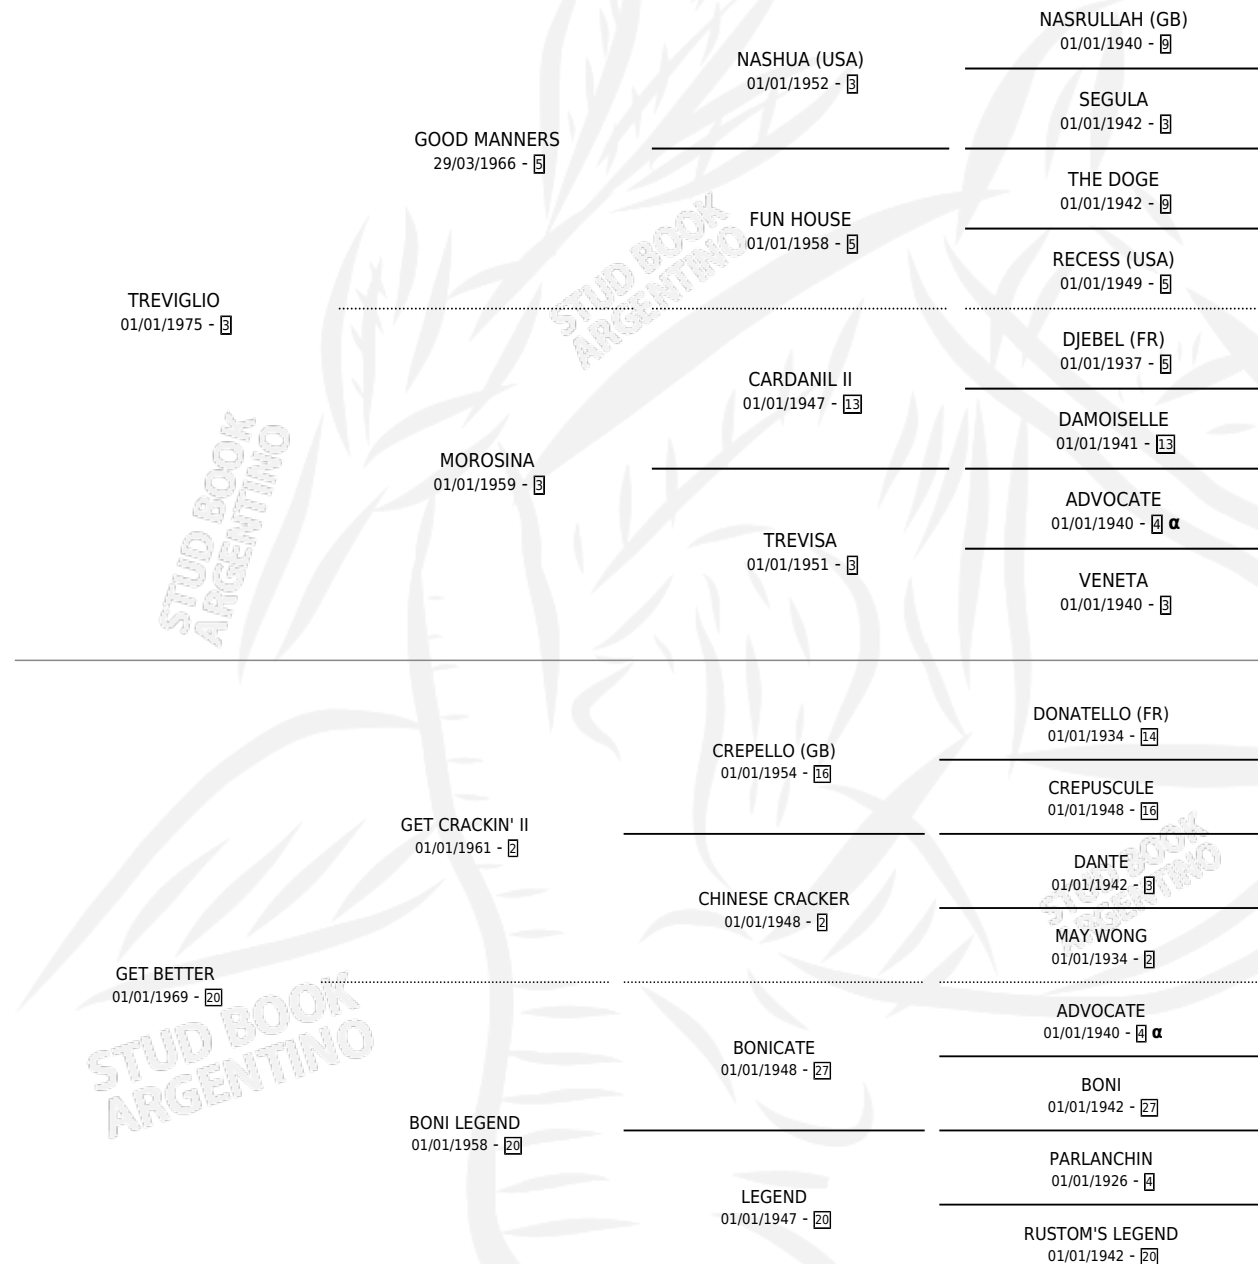 NASRULLAH (GB)
01/01/1940 - 9
NASHUA (USA)
01/01/1952 - 3
SEGULA
01/01/1942 - 3
GOOD MANNERS
29/03/1966 - 5
THE DOGE
01/01/1942 - 9
FUN HOUSE
01/01/1958 - 5
RECESS (USA)
01/01/1949 - 5
TREVIGLIO
01/01/1975 - 3
DJEBEL (FR)
01/01/1937 - 5
CARDANIL II
01/01/1947 - 13
DAMOISELLE
01/01/1941 - 13
MOROSINA
01/01/1959 - 3
ADVOCATE
01/01/1940 - 4 α
TREVISA
01/01/1951 - 3
VENETA
01/01/1940 - 3
DONATELLO (FR)
01/01/1934 - 14
CREPELLO (GB)
01/01/1954 - 16
CREPUSCULE
01/01/1948 - 16
GET CRACKIN' II
01/01/1961 - 2
DANTE
01/01/1942 - 3
CHINESE CRACKER
01/01/1948 - 2
MAY WONG
01/01/1934 - 2
GET BETTER
01/01/1969 - 20
ADVOCATE
01/01/1940 - 4 α
BONICATE
01/01/1948 - 27
BONI
01/01/1942 - 27
BONI LEGEND
01/01/1958 - 20
PARLANCHIN
01/01/1926 - 4
LEGEND
01/01/1947 - 20
RUSTOM'S LEGEND
01/01/1942 - 20
STUD BOOK
ARGENTINO
STUD BOOK
ARGENTINO
STUD BOOK
ARGENTINO
STUD BOOK
ARGENTINO